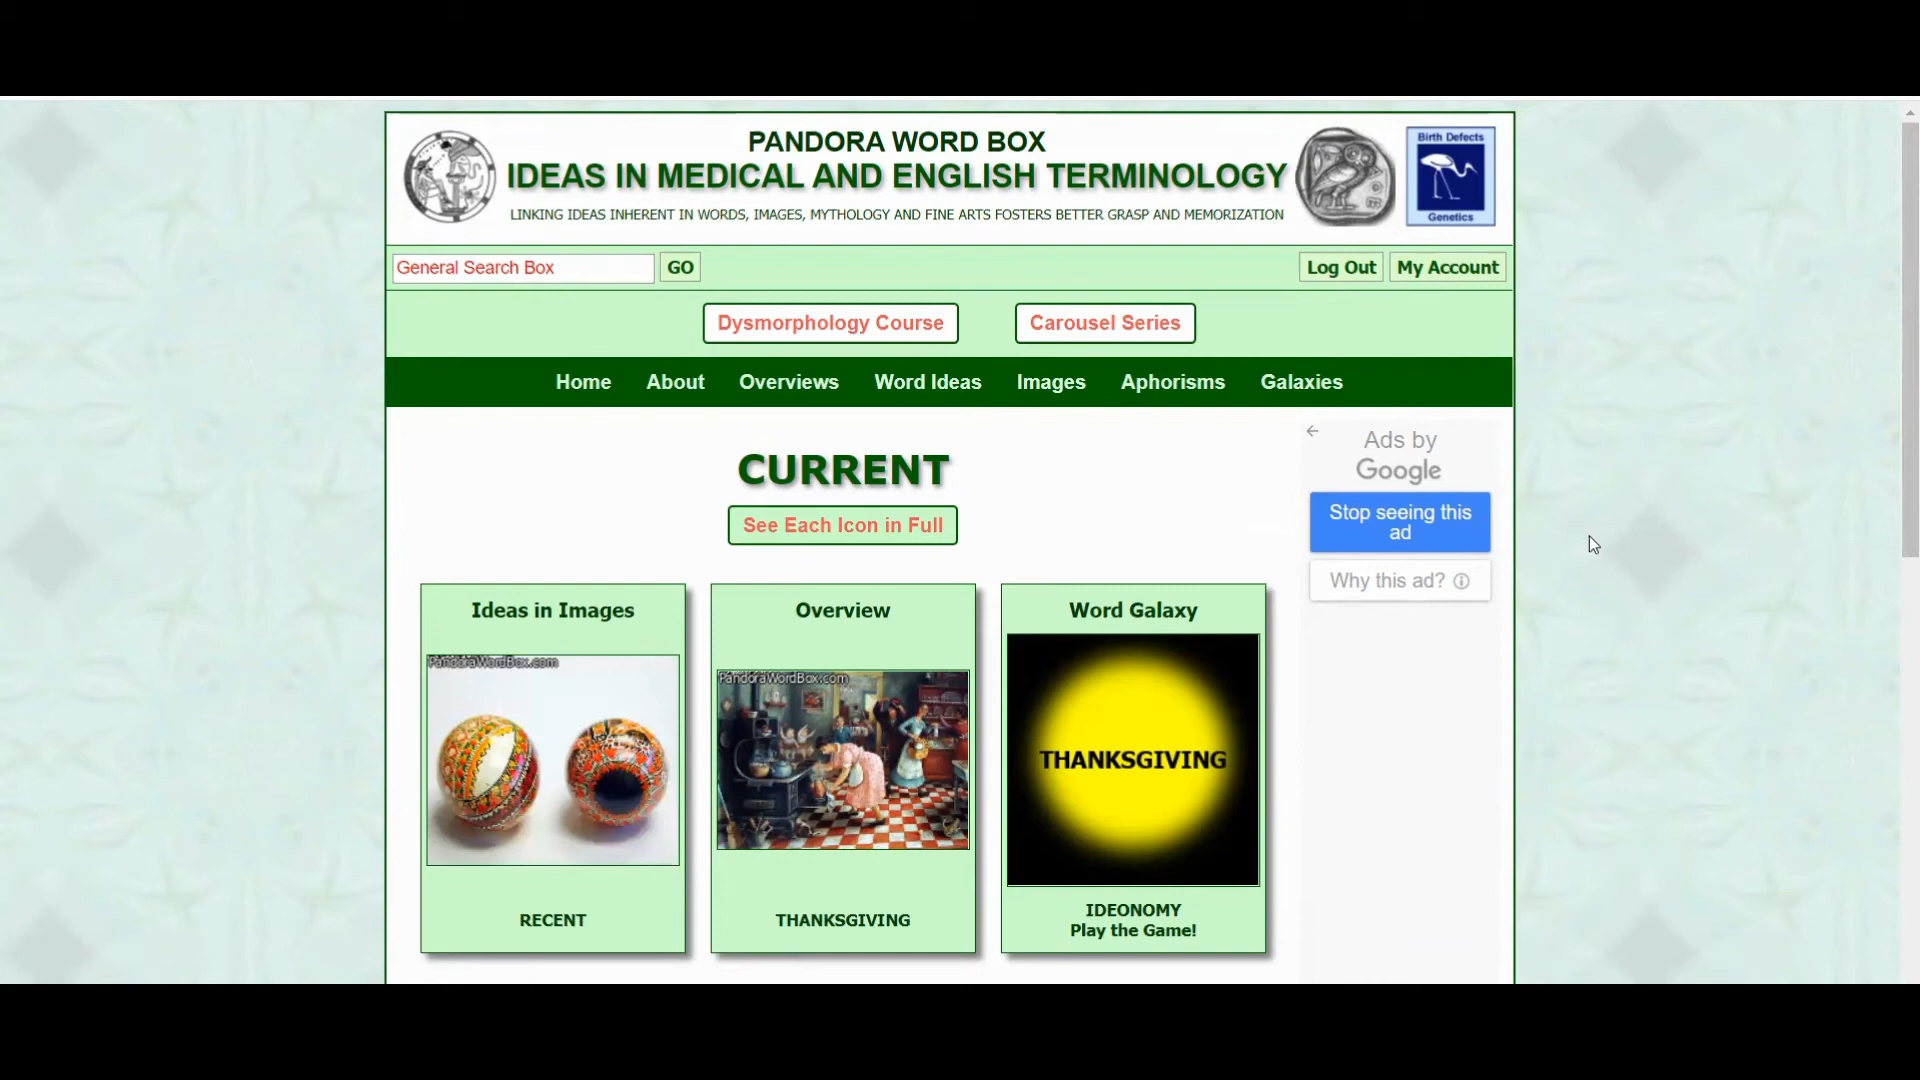 PANDORA WORD BOX
IDEAS IN MEDICAL AND ENGLISH TERMINOLOGY
LINKING IDEAS INHERENT IN WORDS, IMAGES, MYTHOLOGY AND FINE ARTS FOSTERS BETTER GRASP AND MEMORIZATION
Birth Defects
Genetics
General Search Box
GO
Log Out
My Account
Dysmorphology Course
Carousel Series
Home
About
Overviews
Word Ideas
Images
Aphorisms
Galaxies
CURRENT
See Each Icon in Full
Ads by
Google
Stop seeing this
ad
Why this ad?
Ideas in Images
PandoraWordBox.com
RECENT
Overview
PandoraWordBox.com
THANKSGIVING
Word Galaxy
THANKSGIVING
IDEONOMY
Play the Game!